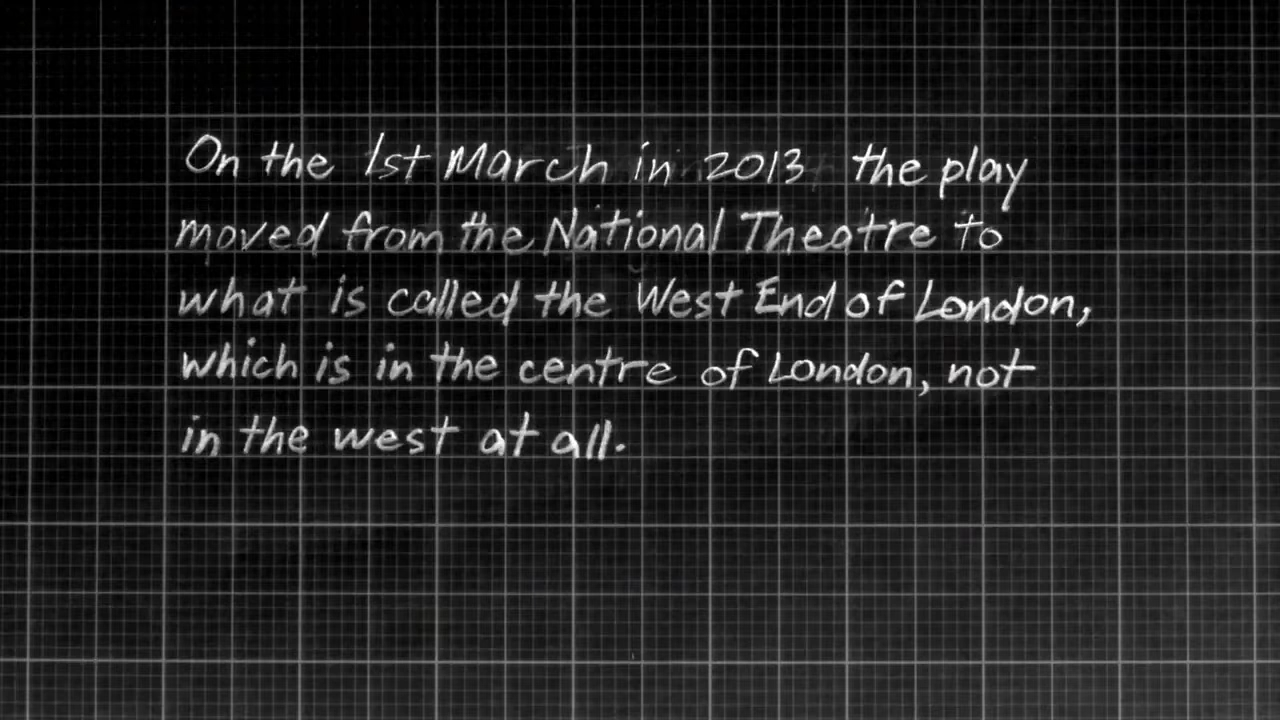 On the 1st March in 2013 the play
moved from the National Theatre to
what is called the West End of London,
which is in the centre of London, not
in the west at all.